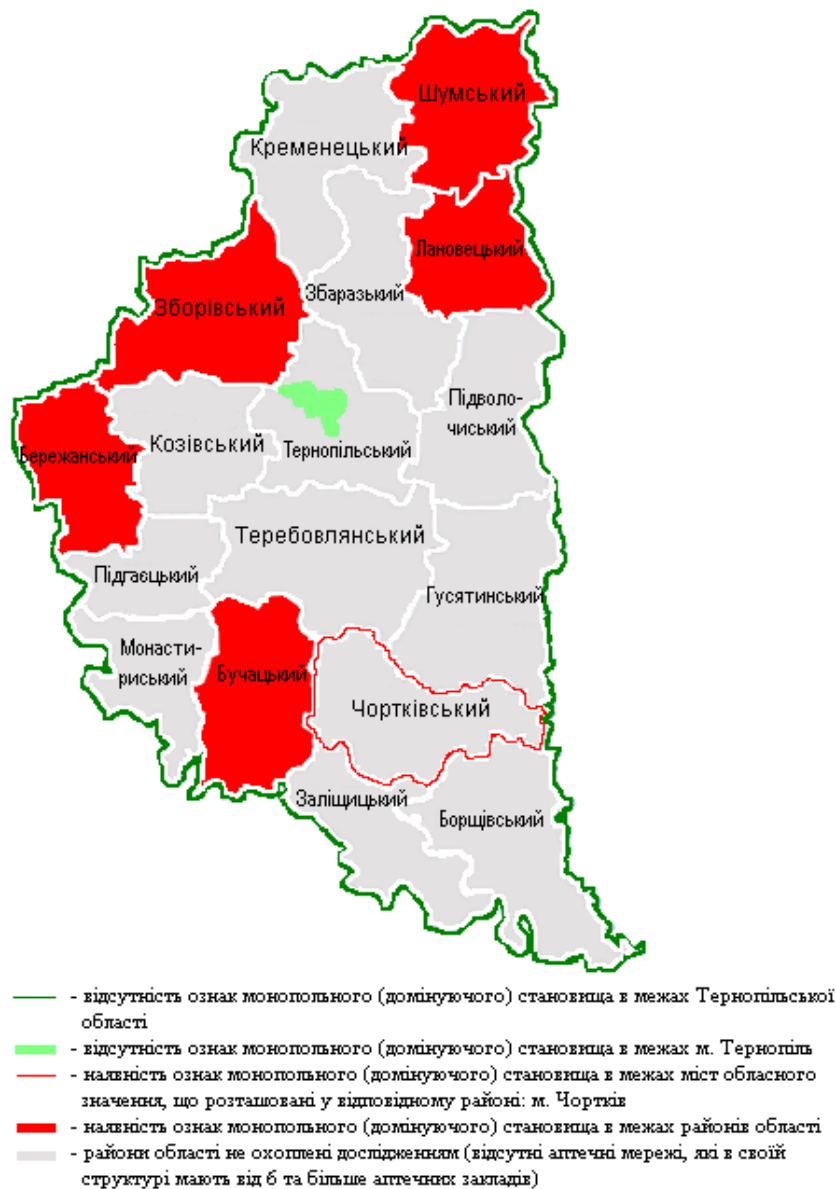 Шумський
Кременецький
Лановецький
Збаразький
Зборівський
Підволо-
чиський
Козівський
Тернопільський
Бережанський
Теребовлянський
Підгаєцький
Гусятинський
Монасти-
риський
Бучацький
Чортківський
Заліщицький
Борщівський
- відсутність ознак монопольного (домінуючого) становища в межах Тернопільської
області
- відсутність ознак монопольного (домінуючого) становища в межах м. Тернопіль
- наявність ознак монопольного (домінуючого) становища в межах міст обласного
значення, що розташовані у відповідному районі: м. Чортків
- наявність ознак монопольного (домінуючого) становища в межах районів області
- райони області не охоплені дослідженням (відсутні аптечні мережі, які в своїй
структурі мають від 6 та більше аптечних закладів)